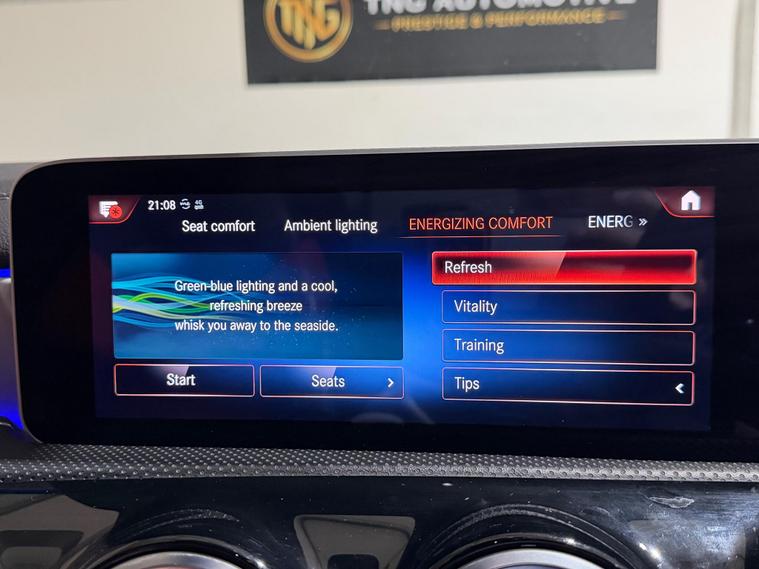 TNG
TNG AUTOMOTIVE
PRESTIGE & PERFORMANCE
21:08
Seat comfort
Ambient lighting
ENERGIZING COMFORT
ENERG »
Green-blue lighting and a cool,
refreshing breeze
whisk you away to the seaside.
Start
Seats
Refresh
Vitality
Training
Tips